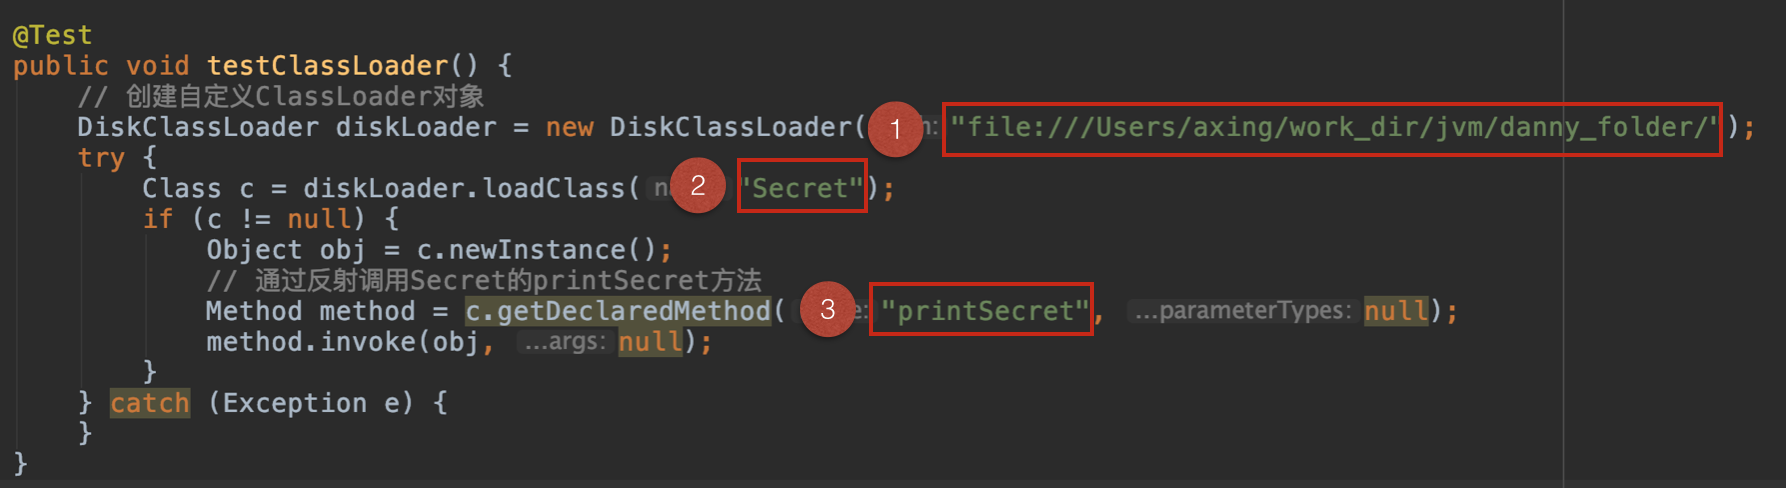 @Test
public void testClassLoader() {
// 创建自定义ClassLoader对象
DiskClassLoader diskLoader = new DiskClassLoader( 1 : "file:///Users/axing/work_dir/jvm/danny_folder/");
try {
Class c = diskLoader.loadClass( 2 "Secret");
if (c != null) {
Object obj = c.newInstance();
// 通过反射调用Secret的printSecret方法
Method method = c.getDeclaredMethod( 3 e: "printSecret", ...parameterTypes: null);
method.invoke(obj, ...args: null);
}
} catch (Exception e) {
}
}